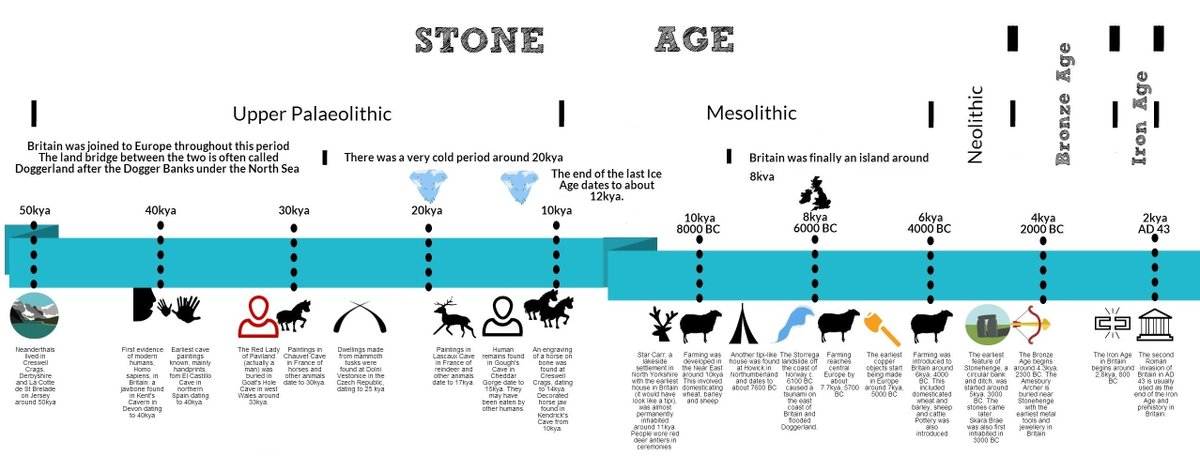 STONE AGE
Upper Palaeolithic
Mesolithic
Neolithic
Bronze Age
Iron Age
Britain was joined to Europe throughout this period
The land bridge between the two is often called
Doggerland after the Dogger Banks under the North Sea
There was a very cold period around 20kya
The end of the last Ice
Age dates to about
12kya.
Britain was finally an island around
8kya
50kya
40kya
30kya
20kya
10kya
10kya
8000 BC
8kya
6000 BC
6kya
4000 BC
4kya
2000 BC
2kya
AD 43
Neanderthals
lived in
Creswell
Crags,
Derbyshire
and La Cotte
de St Brelade
on Jersey
around 50kya
First evidence
of modern
humans,
Homo
sapiens, in
Britain: a
jawbone found
in Kent's
Cavern in
Devon dating
to 40kya
Earliest cave
paintings
known, mainly
handprints,
fom El Castillo
Cave in
northern
Spain dating
to 40kya.
The Red Lady
of Paviland
(actually a
man) was
buried in
Goat's Hole
Cave in west
Wales around
33kya
Paintings in
Chauvet Cave
in France of
horses and
other animals
date to 30kya.
Dwellings made
from mammoth
tusks were
found at Dolni
Vestonice in the
Czech Republic,
dating to 25 kya
Paintings in
Lascaux Cave
in France of
reindeer and
other animals
date to 17kya.
Human
remains found
in Gough's
Cave in
Cheddar
Gorge date to
15kya. They
may have
been eaten by
other humans
An engraving
of a horse on
bone was
found at
Creswell
Crags, dating
to 14kya.
Decorated
horse jaw
found in
Kendrick's
Cave from
10kya.
Star Carr, a
lakeside
settlement in
North Yorkshire
with the earliest
house in Britain
(it would have
look like a tipi),
was almost
permanently
inhabited
around 11kya.
People wore red
deer antlers in
ceremonies
Farming was
developed in
the Near East
around 10kya
This involved
domesticating
wheat, barley
and sheep
Another tipi-like
house was found
at Howick in
Northumberland
and dates to
about 7600 BC
The Storrega
landslide off
the coast of
Norway c.
6100 BC
caused a
tsunami on
the east
coast of
Britain and
flooded
Doggerland.
Farming
reaches
central
Europe by
about
7.7kya, 5700
BC
The earliest
copper
objects start
being made
in Europe
around 7kya,
5000 BC
Farming was
introduced to
Britain around
6kya, 4000
BC. This
included
domesticated
wheat and
barley, sheep
and cattle
Pottery was
also
introduced
The earliest
feature of
Stonehenge, a
circular bank
and ditch, was
started around
5kya, 3000
BC. The
stones came
later
Skara Brae
was also first
inhabited in
3000 BC
The Bronze
Age begins
around 4.3kya;
2300 BC. The
Amesbury
Archer is
buried near
Stonehenge
with the
earliest metal
tools and
jewellery in
Britain
The Iron Age
in Britain
begins around
2.8kya, 800
BC
The second
Roman
invasion of
Britain in AD
43 is usually
used as the
end of the Iron
Age and
prehistory in
Britain.